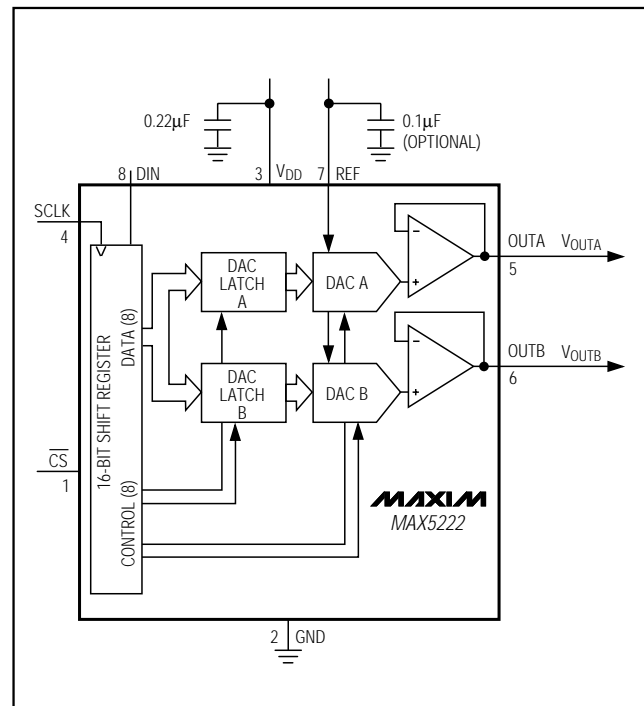 0.22µF
0.1µF
(OPTIONAL)
8 DIN
3 VDD
7 REF
SCLK
4
DAC
LATCH
A
DAC A
OUTA VOUTA
5
DATA (8)
DAC
LATCH
B
DAC B
OUTB VOUTB
6
16-BIT SHIFT REGISTER
CS
1
CONTROL (8)
MAXIM
MAX5222
2 GND